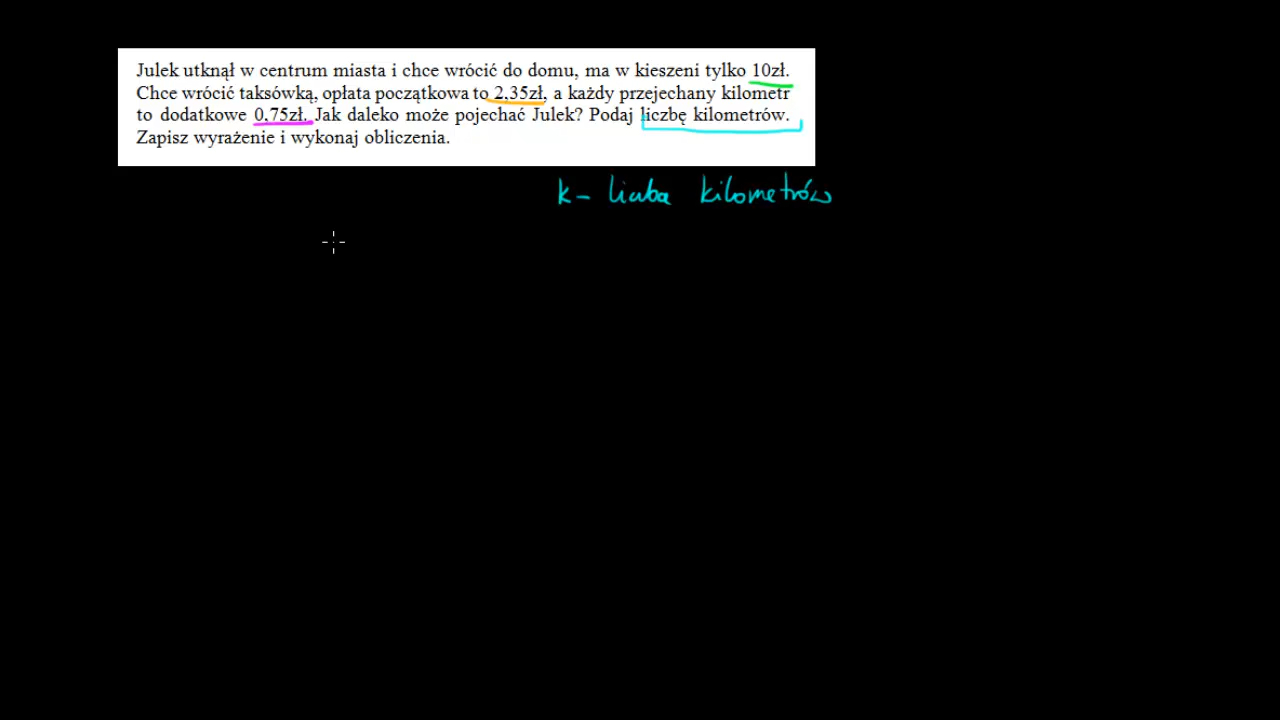 Julek utknął w centrum miasta i chce wrócić do domu, ma w kieszeni tylko 10zł.
Chce wrócić taksówką, opłata początkowa to 2,35zł, a każdy przejechany kilometr
to dodatkowe 0,75zł. Jak daleko może pojechać Julek? Podaj liczbę kilometrów.
Zapisz wyrażenie i wykonaj obliczenia.
k - liczba kilometrów